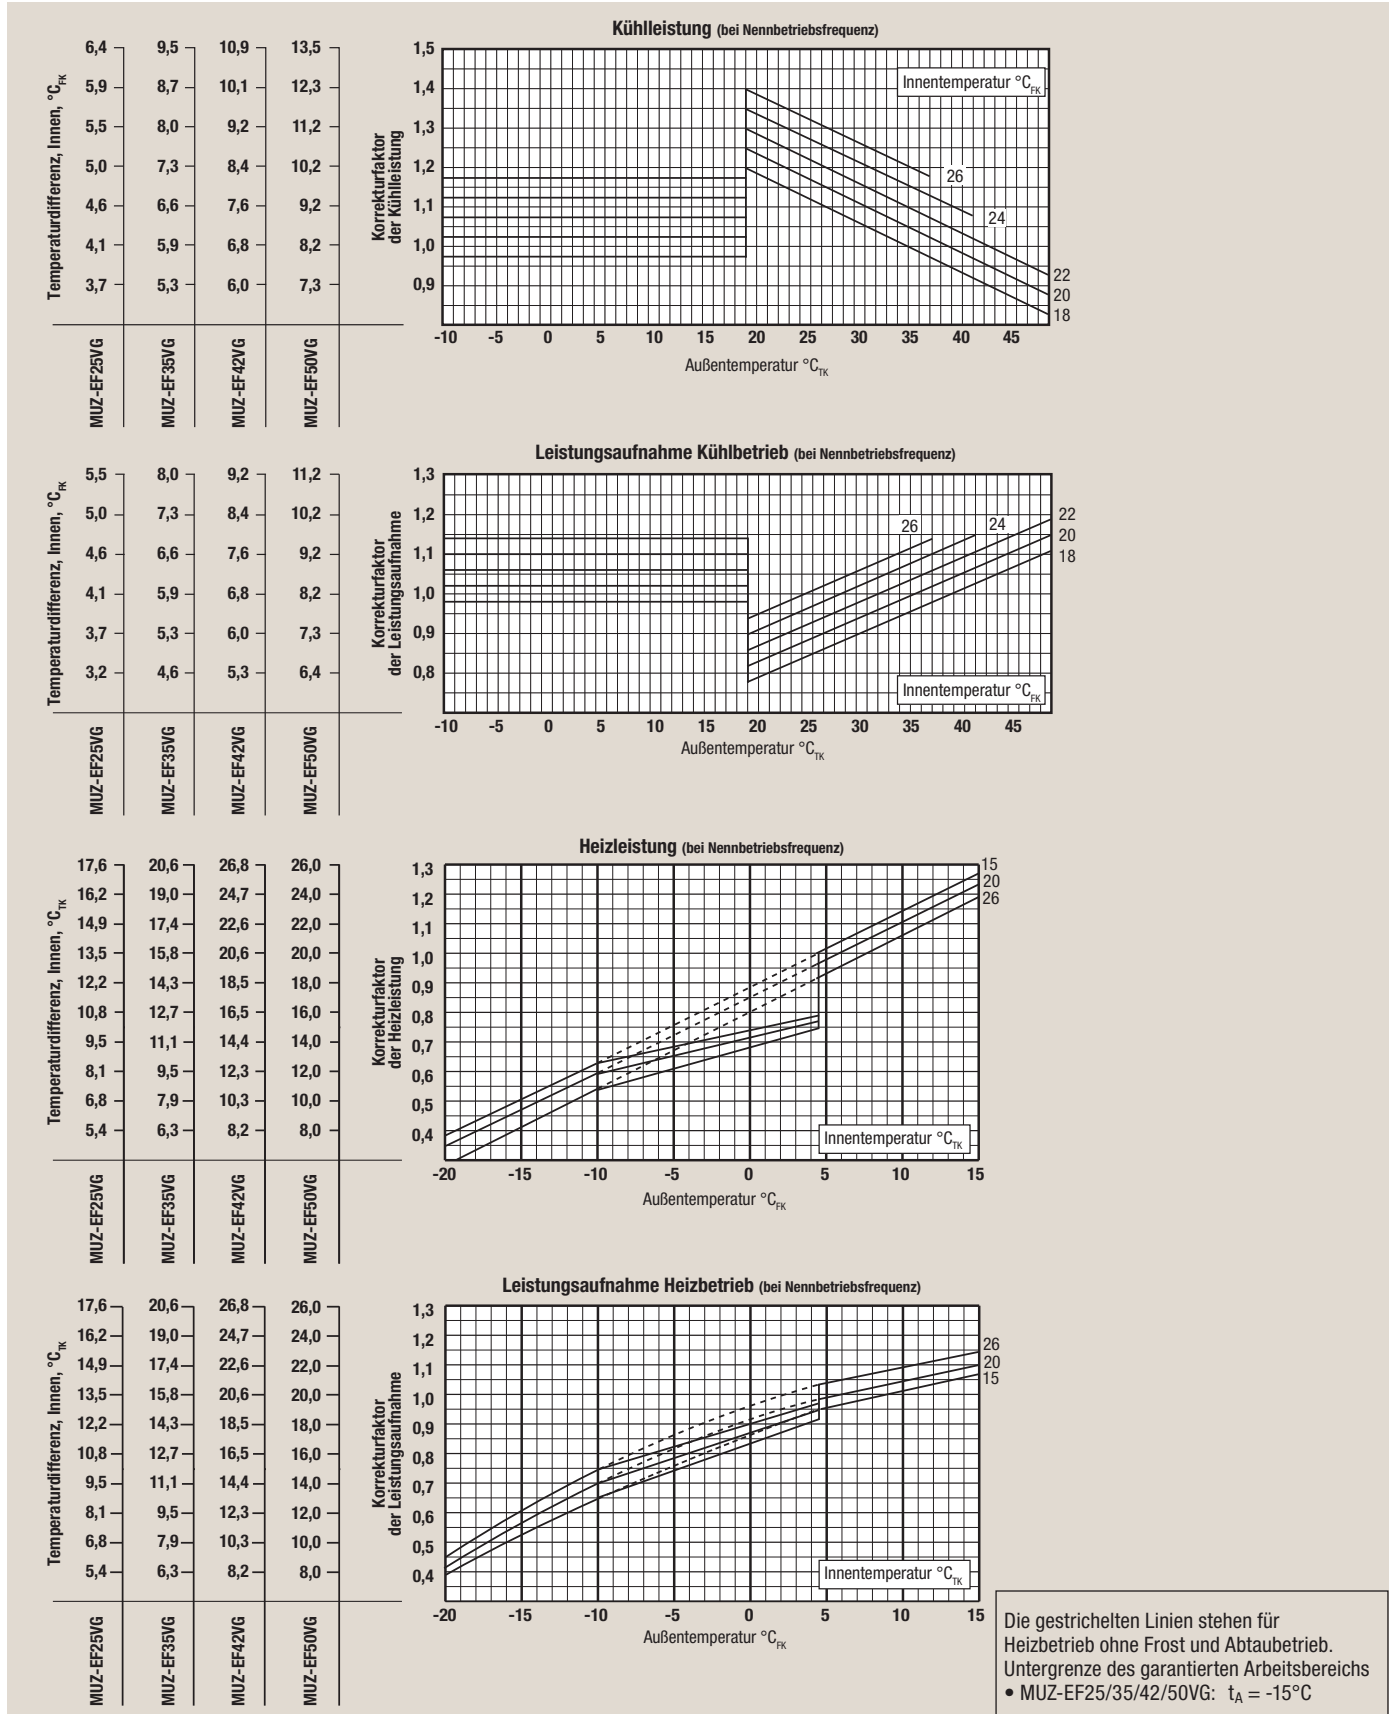 Kühlleistung (bei Nennbetriebsfrequenz)
Temperaturdifferenz, Innen, °C_FK
6,4 9,5 10,9 13,5
5,9 8,7 10,1 12,3
5,5 8,0 9,2 11,2
5,0 7,3 8,4 10,2
4,6 6,6 7,6 9,2
4,1 5,9 6,8 8,2
3,7 5,3 6,0 7,3
MUZ-EF25VG MUZ-EF35VG MUZ-EF42VG MUZ-EF50VG
Korrekturfaktor
der Kühlleistung
1,5
1,4
1,3
1,2
1,1
1,0
0,9
Innentemperatur °C_FK
26
24
22
20
18
-10 -5 0 5 10 15 20 25 30 35 40 45
Außentemperatur °C_TK
Leistungsaufnahme Kühlbetrieb (bei Nennbetriebsfrequenz)
Temperaturdifferenz, Innen, °C_FK
5,5 8,0 9,2 11,2
5,0 7,3 8,4 10,2
4,6 6,6 7,6 9,2
4,1 5,9 6,8 8,2
3,7 5,3 6,0 7,3
3,2 4,6 5,3 6,4
MUZ-EF25VG MUZ-EF35VG MUZ-EF42VG MUZ-EF50VG
Korrekturfaktor
der Leistungsaufnahme
1,3
1,2
1,1
1,0
0,9
0,8
26 24
22
20
18
Innentemperatur °C_FK
-10 -5 0 5 10 15 20 25 30 35 40 45
Außentemperatur °C_TK
Heizleistung (bei Nennbetriebsfrequenz)
Temperaturdifferenz, Innen, °C_TK
17,6 20,6 26,8 26,0
16,2 19,0 24,7 24,0
14,9 17,4 22,6 22,0
13,5 15,8 20,6 20,0
12,2 14,3 18,5 18,0
10,8 12,7 16,5 16,0
9,5 11,1 14,4 14,0
8,1 9,5 12,3 12,0
6,8 7,9 10,3 10,0
5,4 6,3 8,2 8,0
MUZ-EF25VG MUZ-EF35VG MUZ-EF42VG MUZ-EF50VG
Korrekturfaktor
der Heizleistung
1,3
1,2
1,1
1,0
0,9
0,8
0,7
0,6
0,5
0,4
15
20
26
Innentemperatur °C_TK
-20 -15 -10 -5 0 5 10 15
Außentemperatur °C_FK
Leistungsaufnahme Heizbetrieb (bei Nennbetriebsfrequenz)
Temperaturdifferenz, Innen, °C_TK
17,6 20,6 26,8 26,0
16,2 19,0 24,7 24,0
14,9 17,4 22,6 22,0
13,5 15,8 20,6 20,0
12,2 14,3 18,5 18,0
10,8 12,7 16,5 16,0
9,5 11,1 14,4 14,0
8,1 9,5 12,3 12,0
6,8 7,9 10,3 10,0
5,4 6,3 8,2 8,0
MUZ-EF25VG MUZ-EF35VG MUZ-EF42VG MUZ-EF50VG
Korrekturfaktor
der Leistungsaufnahme
1,3
1,2
1,1
1,0
0,9
0,8
0,7
0,6
0,5
0,4
26
20
15
Innentemperatur °C_TK
-20 -15 -10 -5 0 5 10 15
Außentemperatur °C_FK
Die gestrichelten Linien stehen für
Heizbetrieb ohne Frost und Abtaubetrieb.
Untergrenze des garantierten Arbeitsbereichs
• MUZ-EF25/35/42/50VG: t_A = -15°C